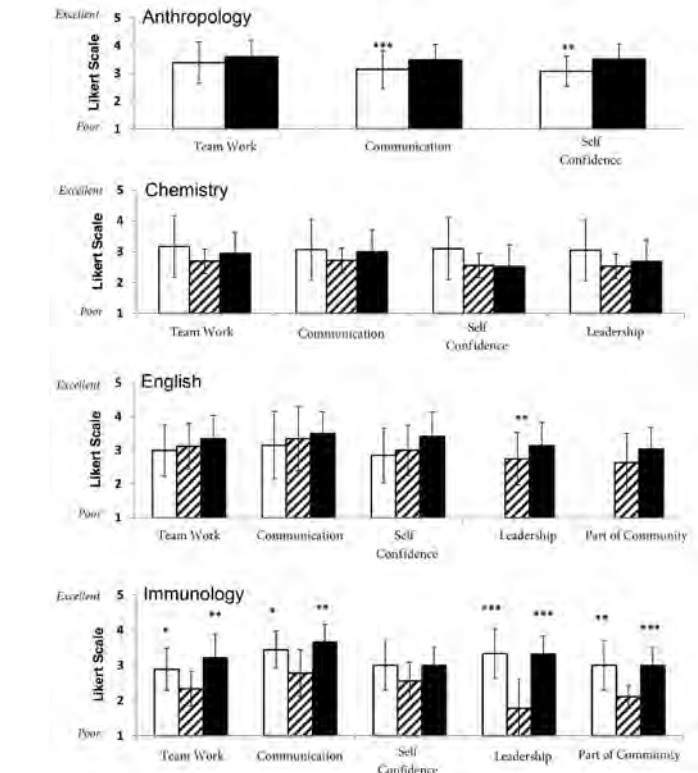 Excellent 5 Anthropology
4
*** **
3
Likert Scale
2
Poor 1
Team Work Communication Self
Confidence
Excellent 5 Chemistry
4
3
Likert Scale
2
Poor 1
Team Work Communication Self Leadership
Confidence
Excellent 5 English
4
**
3
Likert Scale
2
Poor 1
Team Work Communication Self Leadership Part of Community
Confidence
Excellent 5 Immunology
* ** * ** *** *** ** ***
4
3
Likert Scale
2
Poor 1
Team Work Communication Self Leadership Part of Community
Confidence